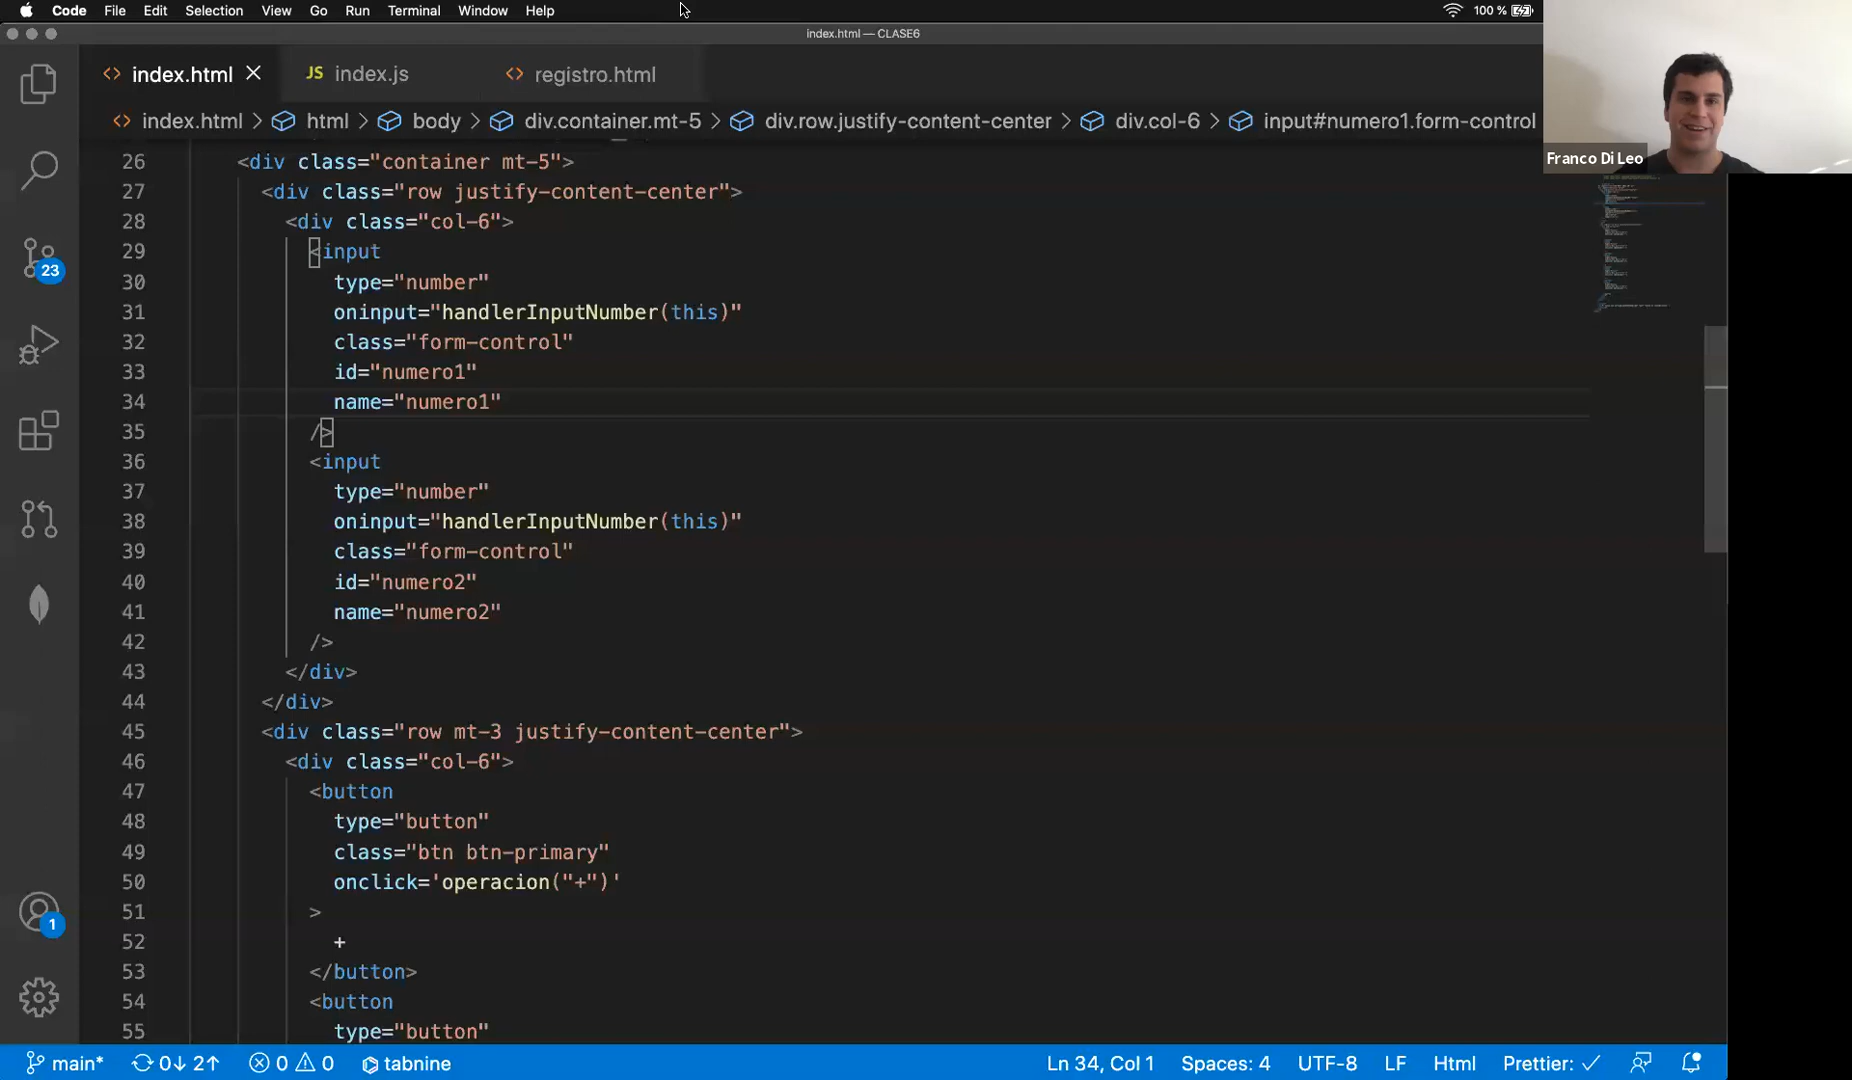 Code File Edit Selection View Go Run Terminal Window Help 100 %
index.html — CLASE6
index.html JS index.js registro.html
index.html > html > body > div.container.mt-5 > div.row.justify-content-center > div.col-6 > input#numero1.form-control
Franco Di Leo
26 <div class="container mt-5">
27 <div class="row justify-content-center">
28 <div class="col-6">
29 <input
30 type="number"
31 oninput="handlerInputNumber(this)"
32 class="form-control"
33 id="numero1"
34 name="numero1"
35 />
36 <input
37 type="number"
38 oninput="handlerInputNumber(this)"
39 class="form-control"
40 id="numero2"
41 name="numero2"
42 />
43 </div>
44 </div>
45 <div class="row mt-3 justify-content-center">
46 <div class="col-6">
47 <button
48 type="button"
49 class="btn btn-primary"
50 onclick='operacion("+")'
51 >
52 +
53 </button>
54 <button
55 type="button"
23
1
main* 0↓ 2↑ 0 0 tabnine Ln 34, Col 1 Spaces: 4 UTF-8 LF Html Prettier: ✓